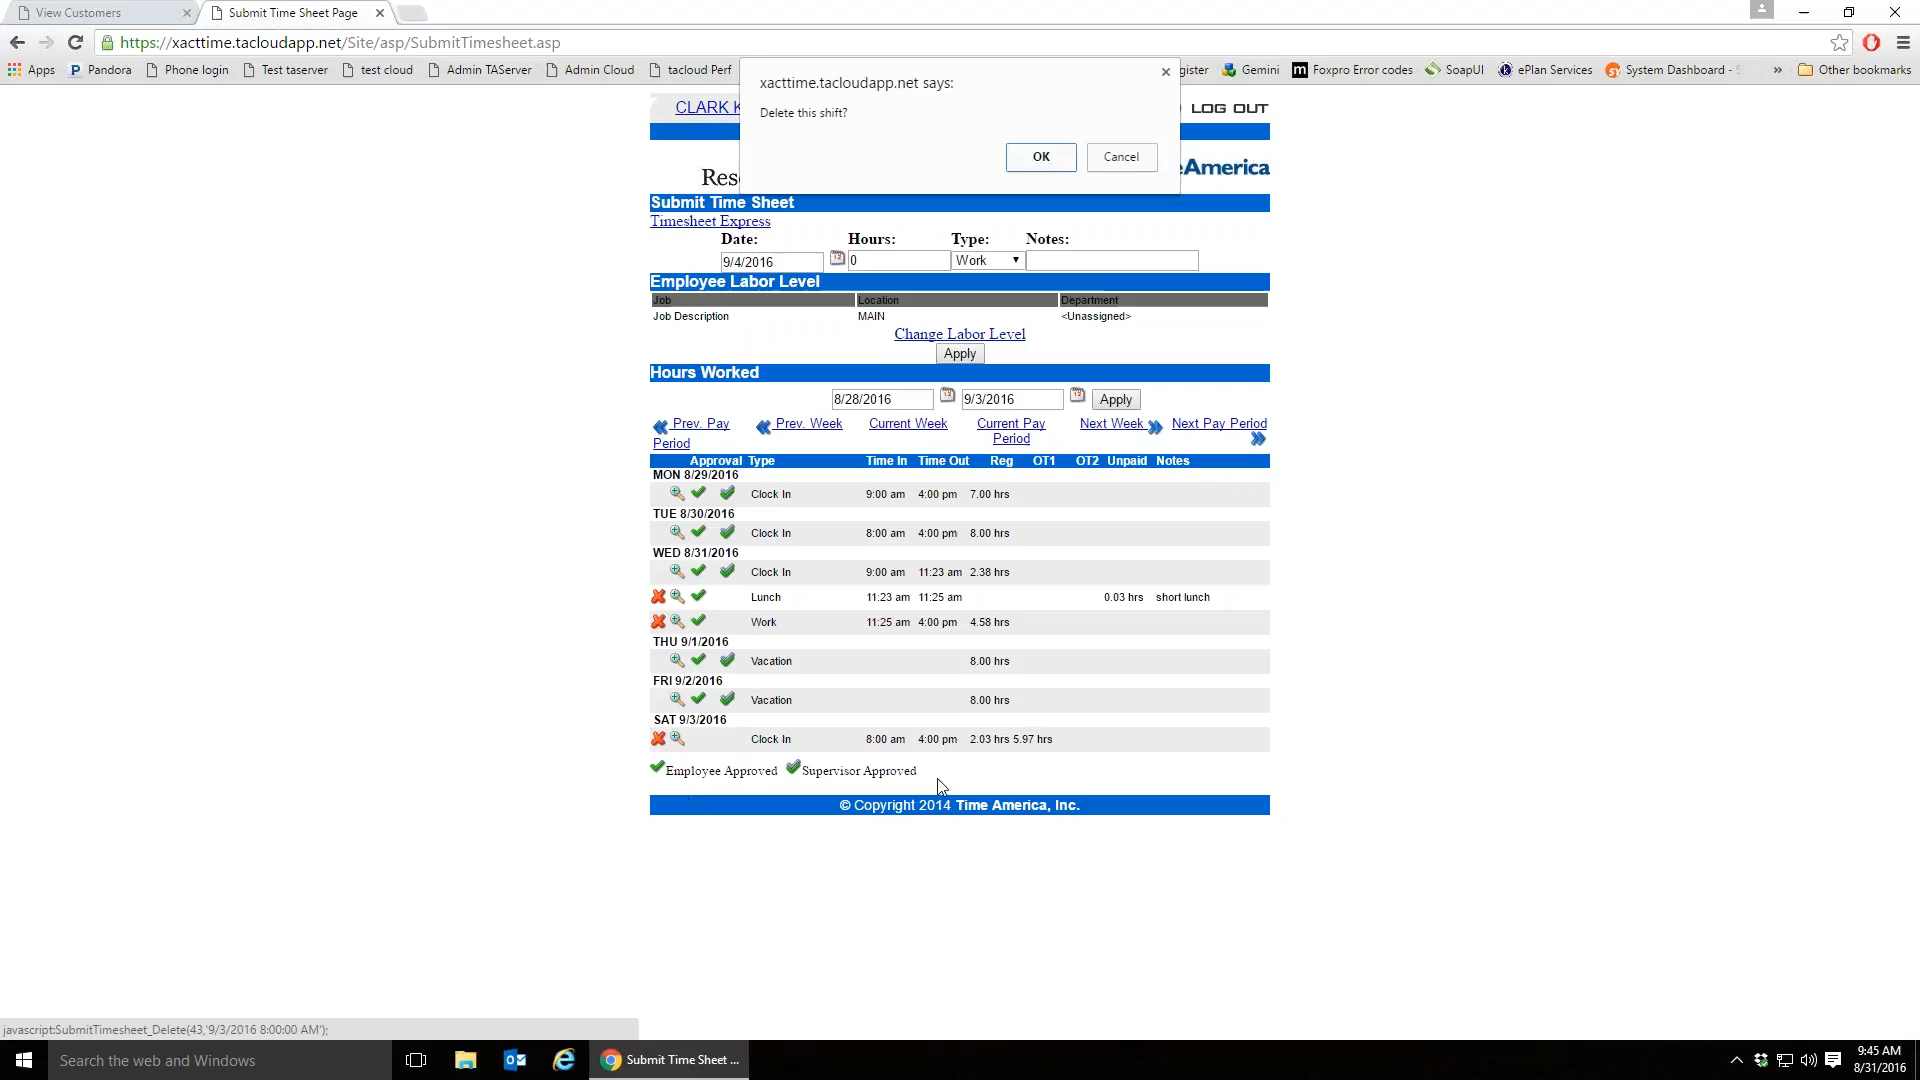 View Customers
Submit Time Sheet Page
https://xacttime.tacloudapp.net/Site/asp/SubmitTimesheet.asp
Apps Pandora Phone login Test taserver test cloud Admin TAServer Admin Cloud tacloud Perf gister Gemini Foxpro Error codes SoapUI ePlan Services System Dashboard - » Other bookmarks
xacttime.tacloudapp.net says:
Delete this shift?
OK Cancel
CLARK K LOG OUT
Res eAmerica
Submit Time Sheet
Timesheet Express
Date: Hours: Type: Notes:
9/4/2016 0 Work
Employee Labor Level
Job Location Department
Job Description MAIN <Unassigned>
Change Labor Level
Apply
Hours Worked
8/28/2016 9/3/2016 Apply
Prev. Pay Period Prev. Week Current Week Current Pay Period Next Week Next Pay Period
Approval Type Time In Time Out Reg OT1 OT2 Unpaid Notes
MON 8/29/2016
Clock In 9:00 am 4:00 pm 7.00 hrs
TUE 8/30/2016
Clock In 8:00 am 4:00 pm 8.00 hrs
WED 8/31/2016
Clock In 9:00 am 11:23 am 2.38 hrs
Lunch 11:23 am 11:25 am 0.03 hrs short lunch
Work 11:25 am 4:00 pm 4.58 hrs
THU 9/1/2016
Vacation 8.00 hrs
FRI 9/2/2016
Vacation 8.00 hrs
SAT 9/3/2016
Clock In 8:00 am 4:00 pm 2.03 hrs 5.97 hrs
Employee Approved Supervisor Approved
© Copyright 2014 Time America, Inc.
javascript:SubmitTimesheet_Delete(43,'9/3/2016 8:00:00 AM');
Search the web and Windows Submit Time Sheet ... 9:45 AM
8/31/2016